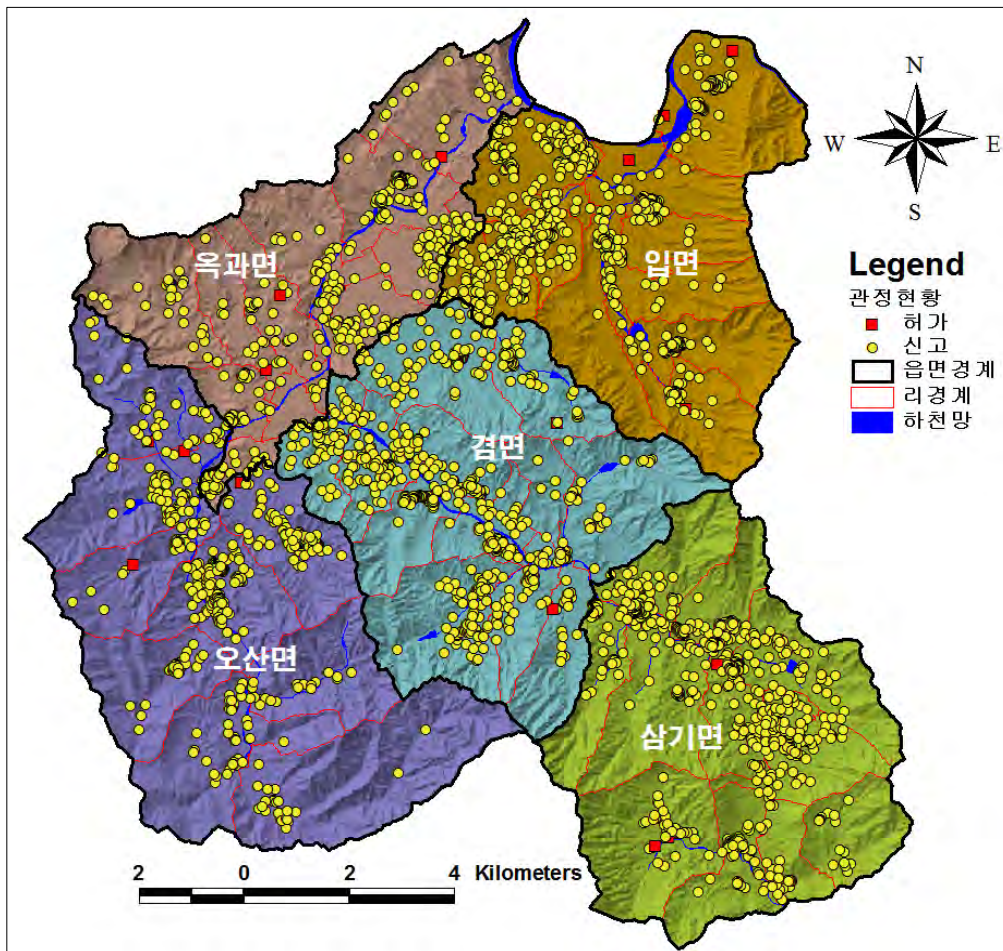 N
W
E
S
옥과면
입면
Legend
관정현황
허가
신고
읍면경계
리경계
하천망
겸면
오산면
삼기면
2 0 2 4 Kilometers